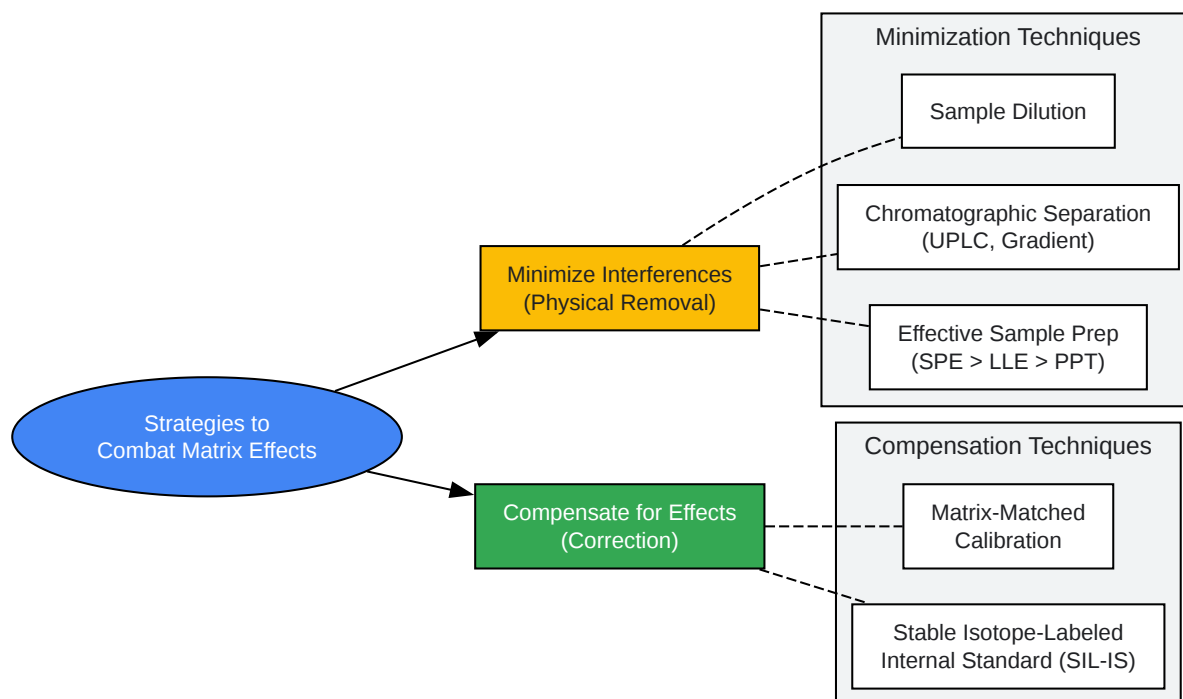 Strategies to
Combat Matrix Effects
Minimize Interferences
(Physical Removal)
Compensate for Effects
(Correction)
Minimization Techniques
Sample Dilution
Chromatographic Separation
(UPLC, Gradient)
Effective Sample Prep
(SPE > LLE > PPT)
Compensation Techniques
Matrix-Matched
Calibration
Stable Isotope-Labeled
Internal Standard (SIL-IS)